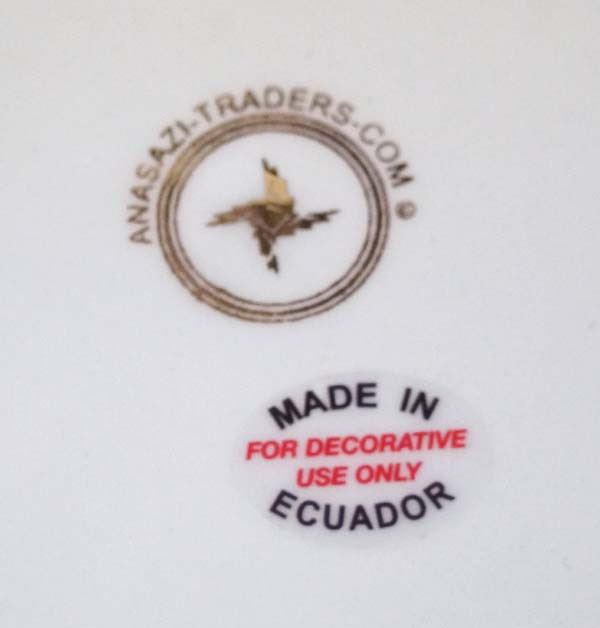 ANASAZI-TRADERS-COM ©
MADE IN
FOR DECORATIVE
USE ONLY
ECUADOR